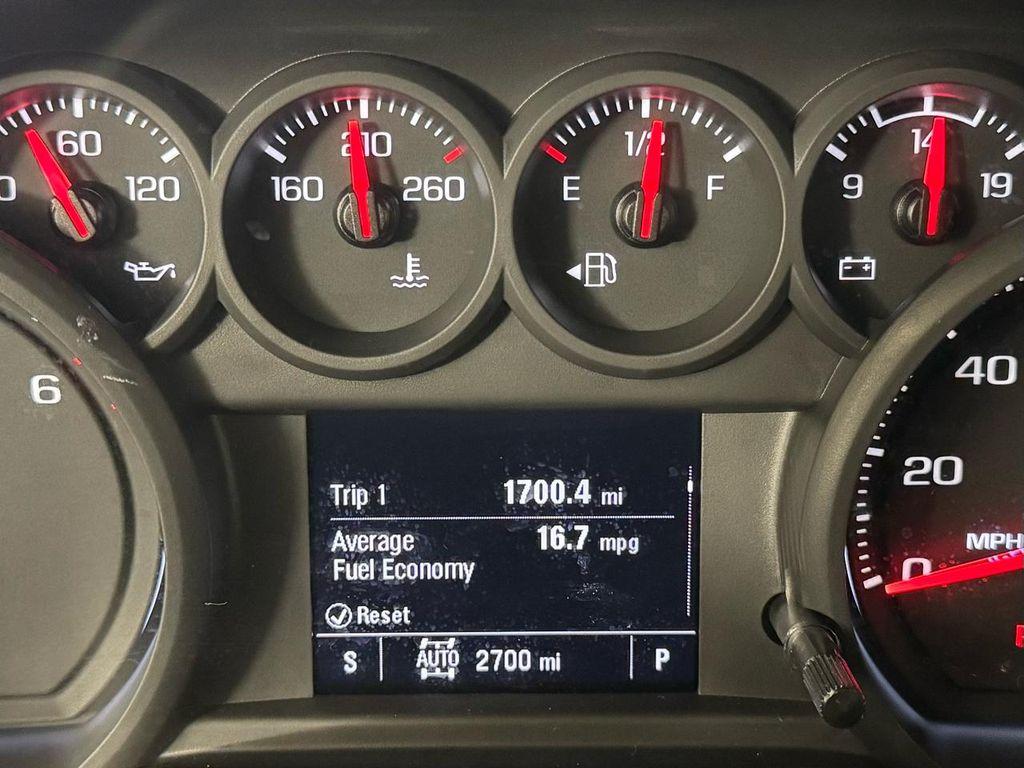 0 60 120
160 210 260
E 1/2 F
9 14 19
6
40
20
0
MPH
Trip 1 1700.4 mi
Average 16.7 mpg
Fuel Economy
Reset
S AUTO 2700 mi P